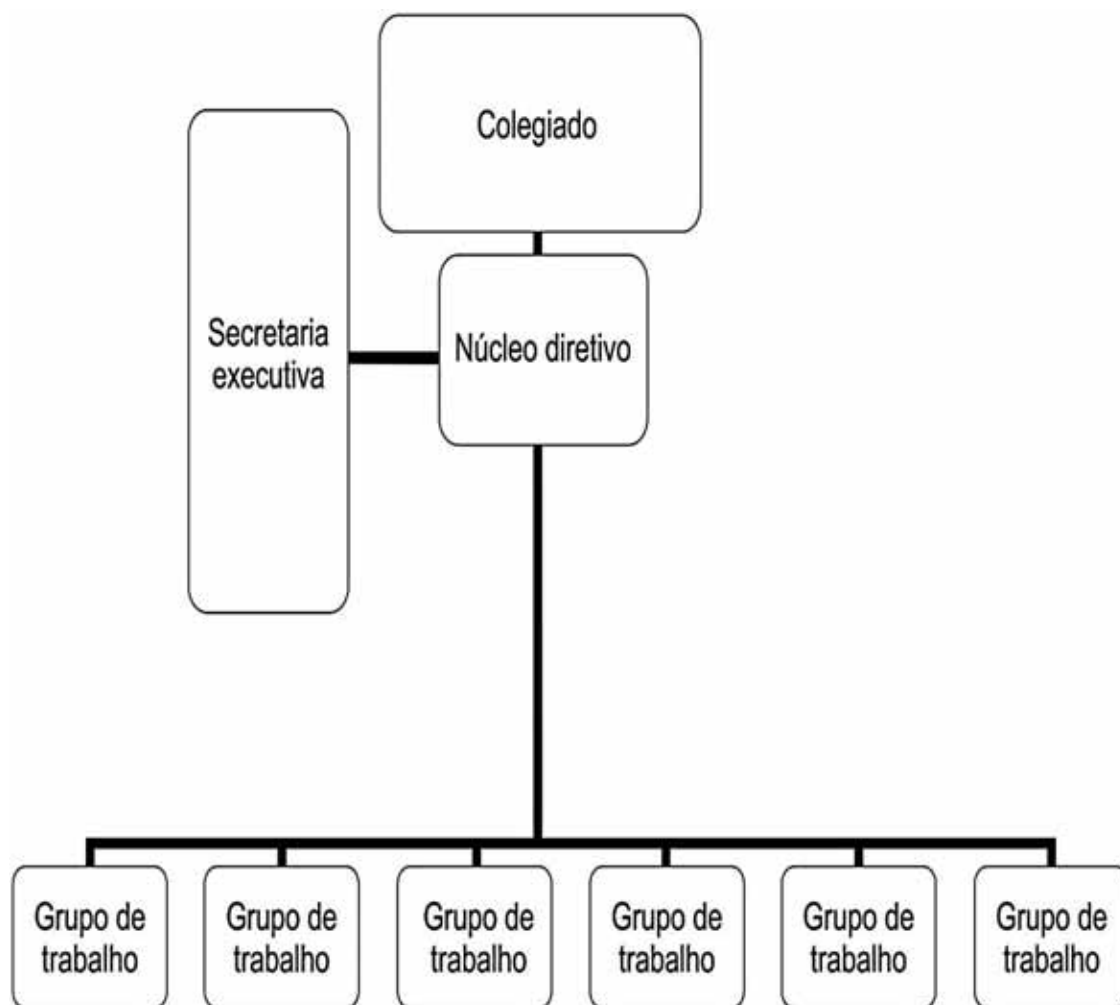 Colegiado
Secretaria
executiva
Núcleo diretivo
Grupo de
trabalho
Grupo de
trabalho
Grupo de
trabalho
Grupo de
trabalho
Grupo de
trabalho
Grupo de
trabalho